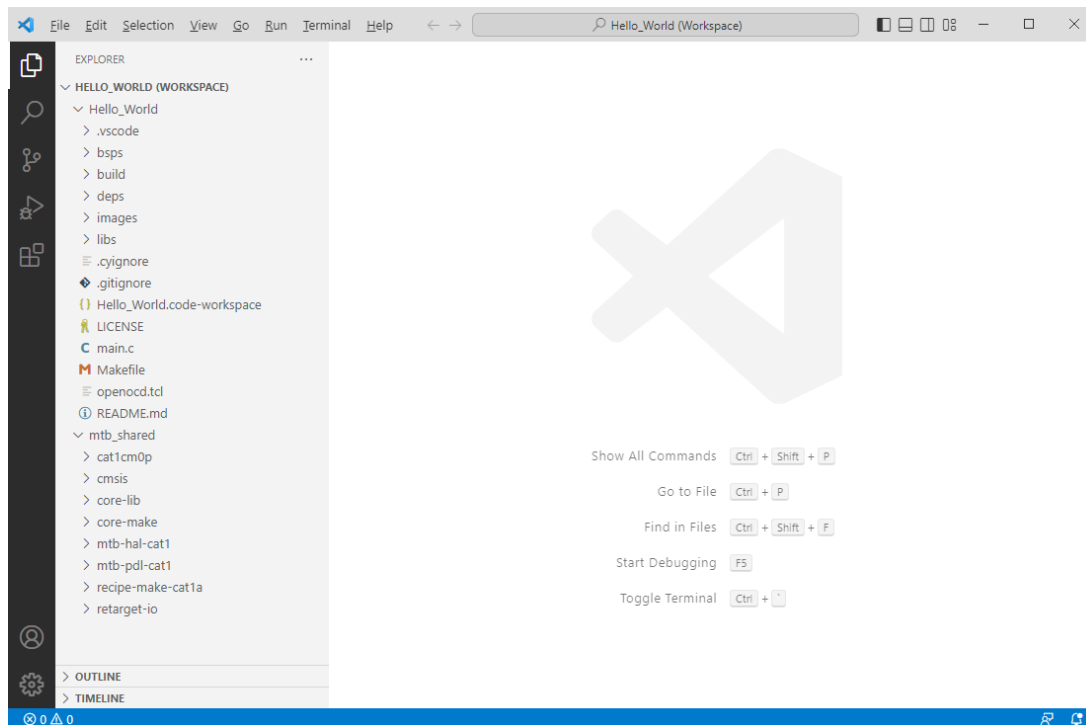 File Edit Selection View Go Run Terminal Help Hello_World (Workspace)
EXPLORER
HELLO_WORLD (WORKSPACE)
Hello_World
.vscode
bsps
build
deps
images
libs
.cyignore
.gitignore
{} Hello_World.code-workspace
LICENSE
C main.c
M Makefile
openocd.tcl
README.md
mtb_shared
cat1cm0p
cmsis
core-lib
core-make
mtb-hal-cat1
mtb-pdl-cat1
recipe-make-cat1a
retarget-io
OUTLINE
TIMELINE
Show All Commands Ctrl + Shift + P
Go to File Ctrl + P
Find in Files Ctrl + Shift + F
Start Debugging F5
Toggle Terminal Ctrl + `
0 0